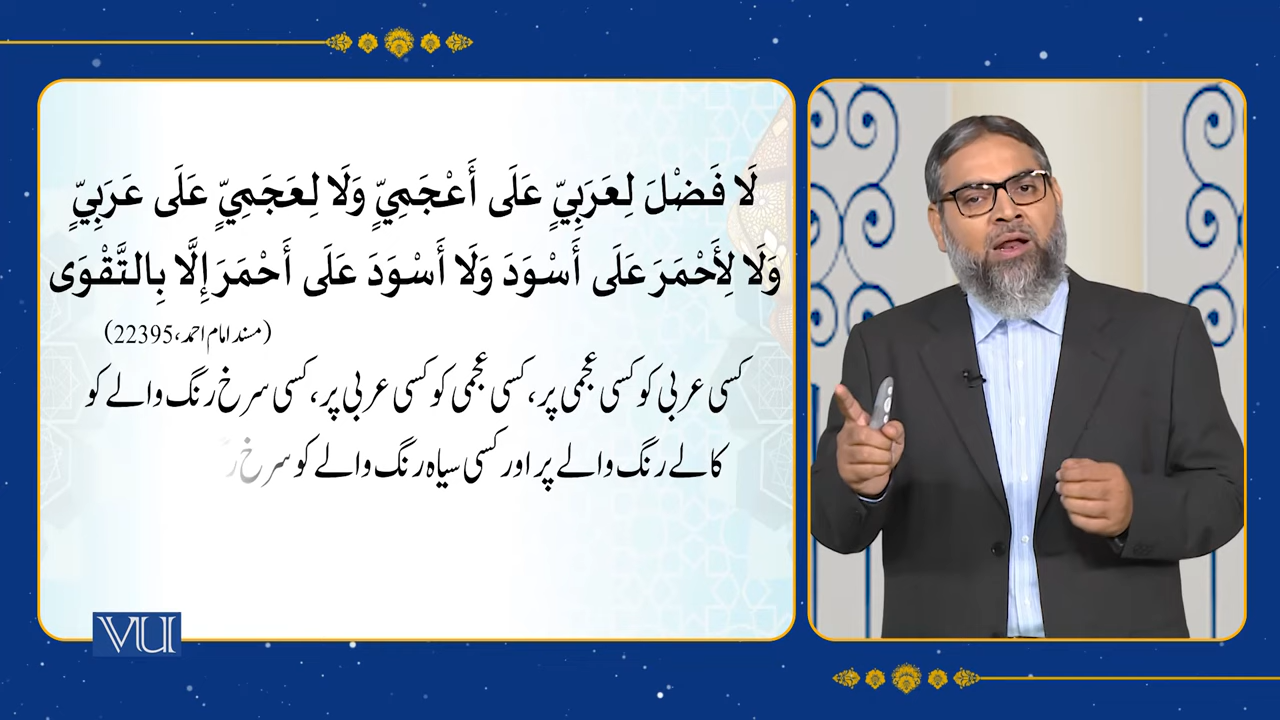 لَا فَضْلَ لِعَرَبِيٍّ عَلَى أَعْجَمِيٍّ وَلَا لِعَجَمِيٍّ عَلَى عَرَبِيٍّ
وَلَا لِأَحْمَرَ عَلَى أَسْوَدَ وَلَا أَسْوَدَ عَلَى أَحْمَرَ إِلَّا بِالتَّقْوَى
(مسند امام احمد، 22395)
کسی عربی کو کسی عجمی پر، کسی عجمی کو کسی عربی پر، کسی سرخ رنگ والے کو
کالے رنگ والے پر اور کسی سیاہ رنگ والے کو سرخ
VU